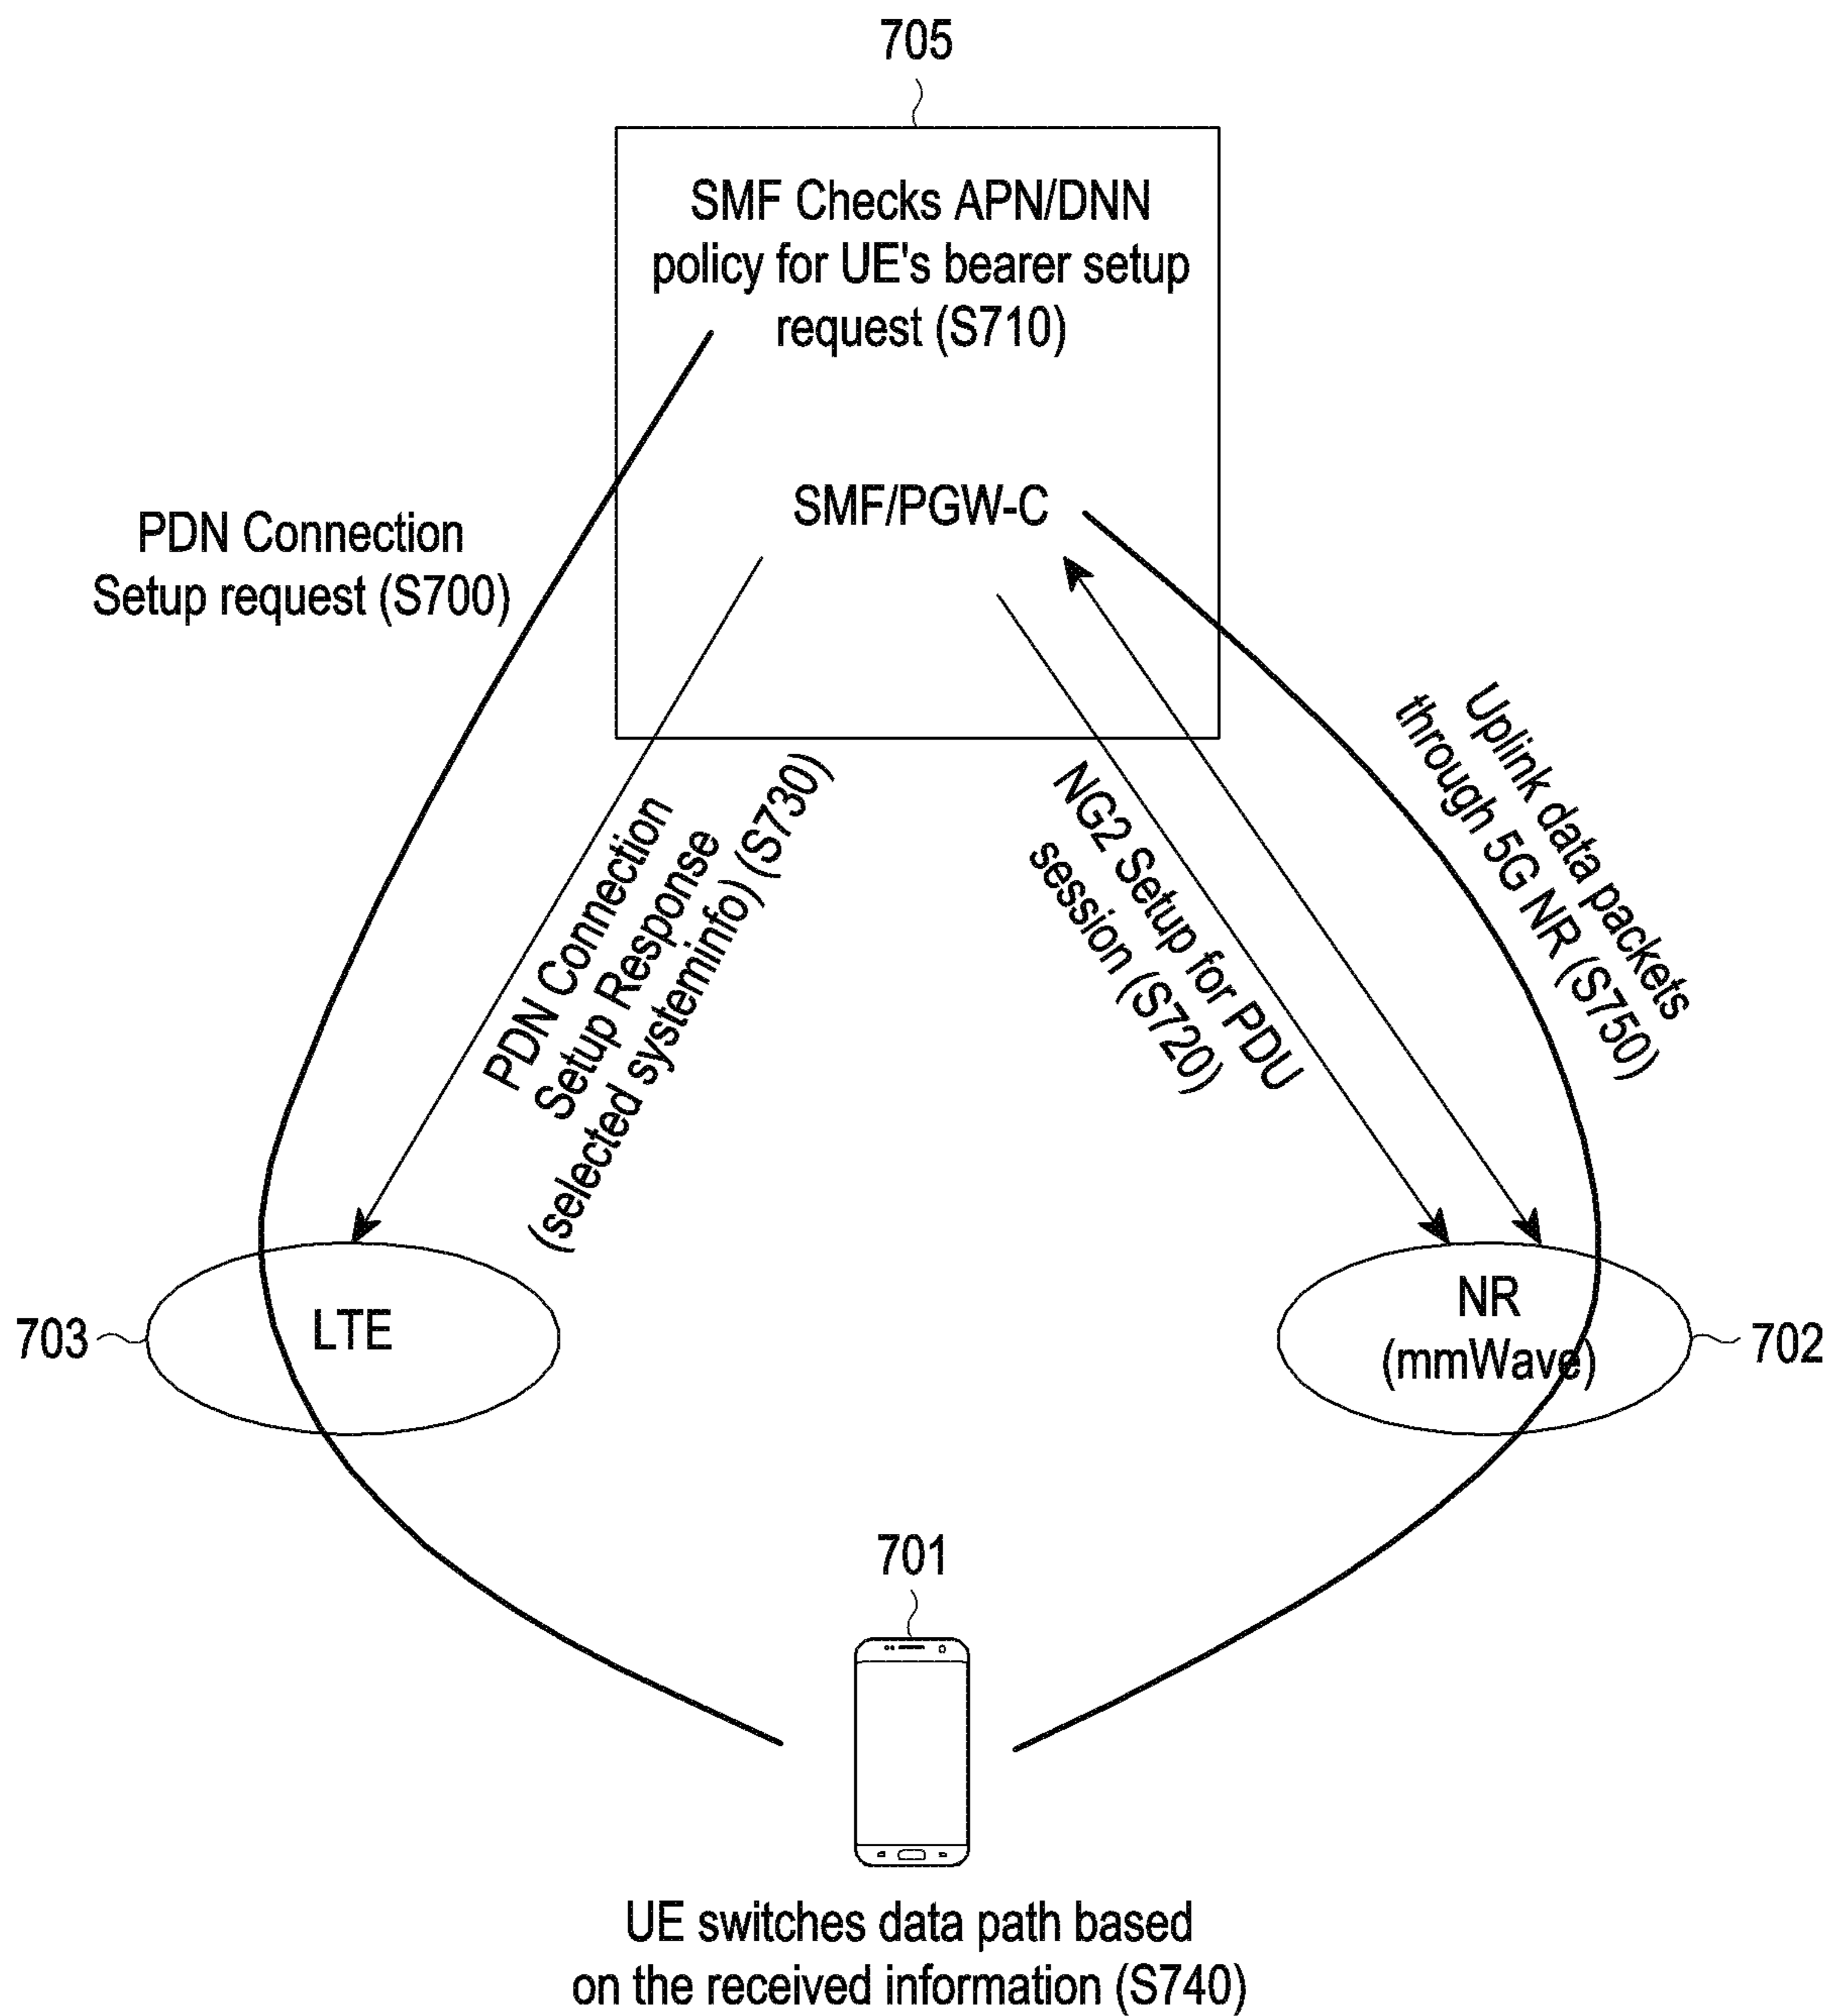 705
SMF Checks APN/DNN
policy for UE's bearer setup
request (S710)
SMF/PGW-C
PDN Connection
Setup request (S700)
PDN Connection
Setup Response
(selected systeminfo) (S730)
NG2 Setup for PDU
session (S720)
Uplink data packets
through 5G NR (S750)
703
LTE
NR
(mmWave)
702
701
UE switches data path based
on the received information (S740)